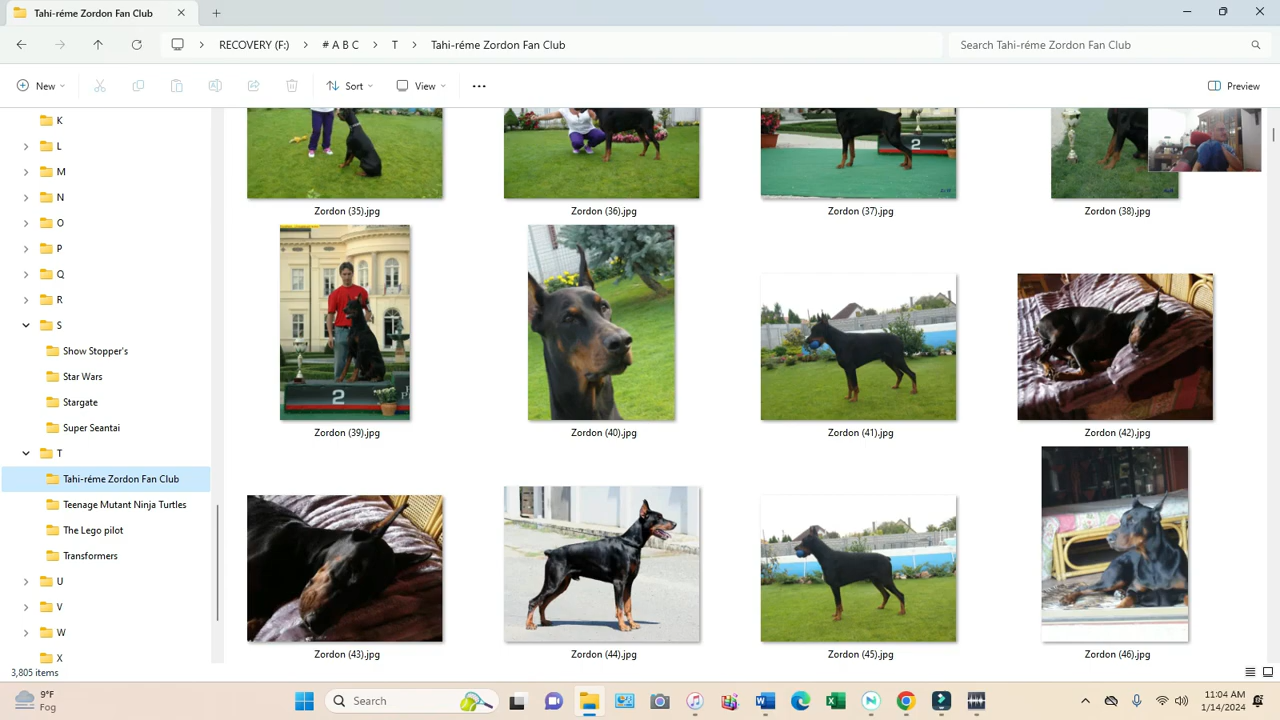 Tahi-réme Zordon Fan Club
RECOVERY (F:) > # A B C > T > Tahi-réme Zordon Fan Club
Search Tahi-réme Zordon Fan Club
New
Sort
View
Preview
K
L
M
N
O
P
Q
R
S
Show Stopper's
Star Wars
Stargate
Super Seantai
T
Tahi-réme Zordon Fan Club
Teenage Mutant Ninja Turtles
The Lego pilot
Transformers
U
V
W
X
2
Zordon (35).jpg
Zordon (36).jpg
Zordon (37).jpg
Zordon (38).jpg
2
Zordon (39).jpg
Zordon (40).jpg
Zordon (41).jpg
Zordon (42).jpg
Zordon (43).jpg
Zordon (44).jpg
Zordon (45).jpg
Zordon (46).jpg
3,805 items
9°F
Fog
Search
11:04 AM
1/14/2024